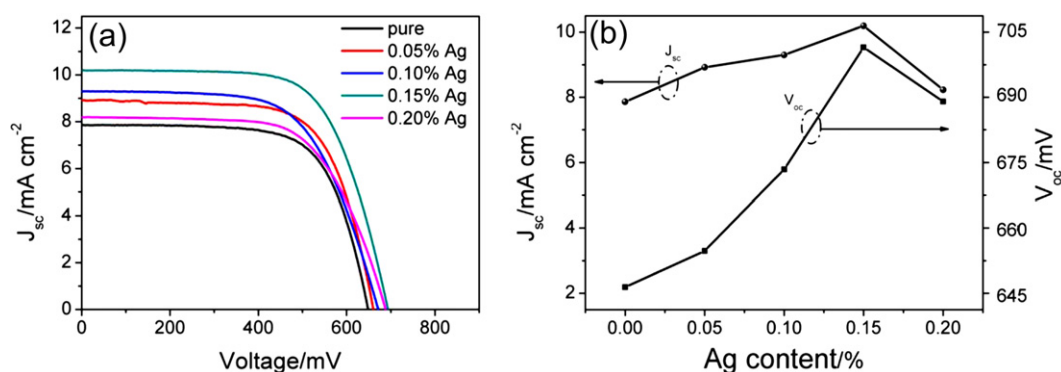 (a)
pure
0.05% Ag
0.10% Ag
0.15% Ag
0.20% Ag
J_sc/mA cm⁻²
12
10
8
6
4
2
0
0 200 400 600 800
Voltage/mV
(b)
J_sc
V_oc
J_sc/mA cm⁻²
10
8
6
4
2
705
690
675
660
645
V_oc/mV
0.00 0.05 0.10 0.15 0.20
Ag content/%